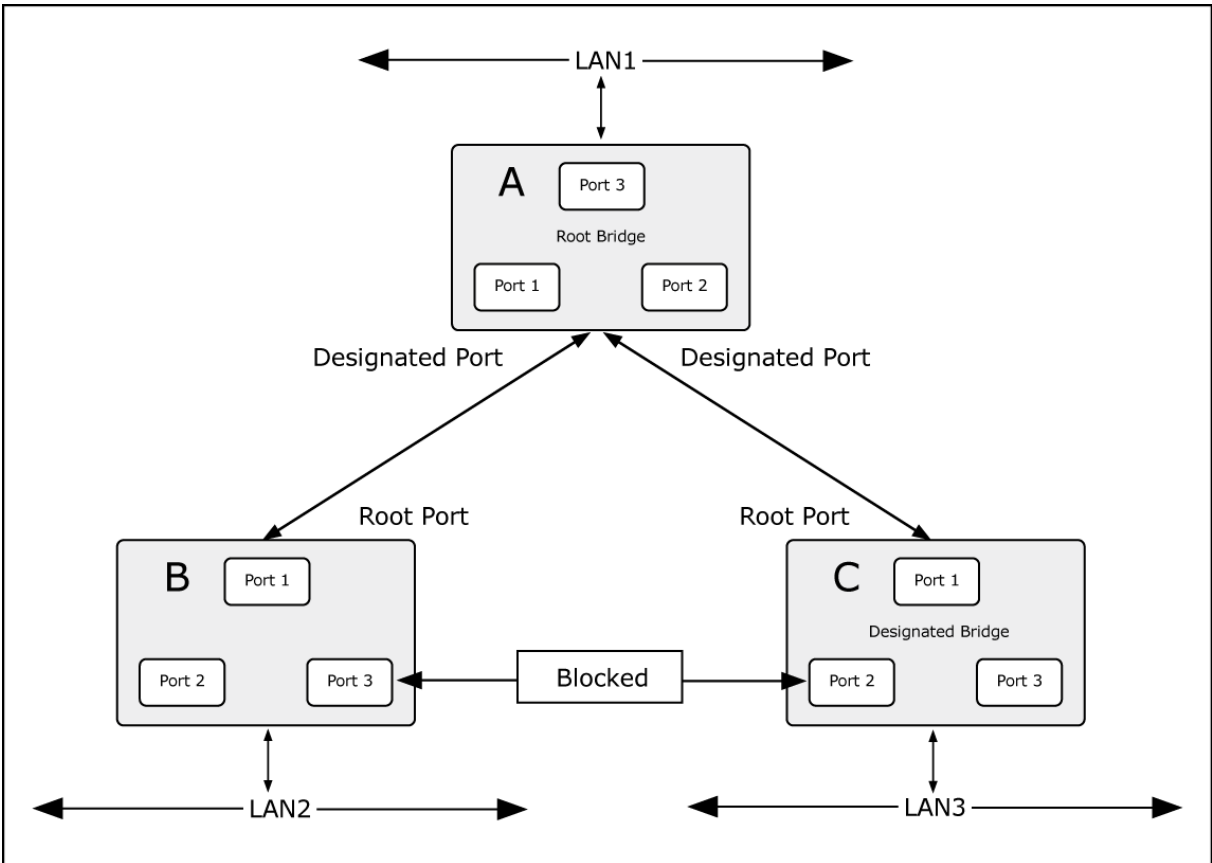 LAN1
A
Port 3
Root Bridge
Port 1
Port 2
Designated Port
Designated Port
Root Port
Root Port
B
Port 1
C
Port 1
Designated Bridge
Port 2
Port 3
Blocked
Port 2
Port 3
LAN2
LAN3